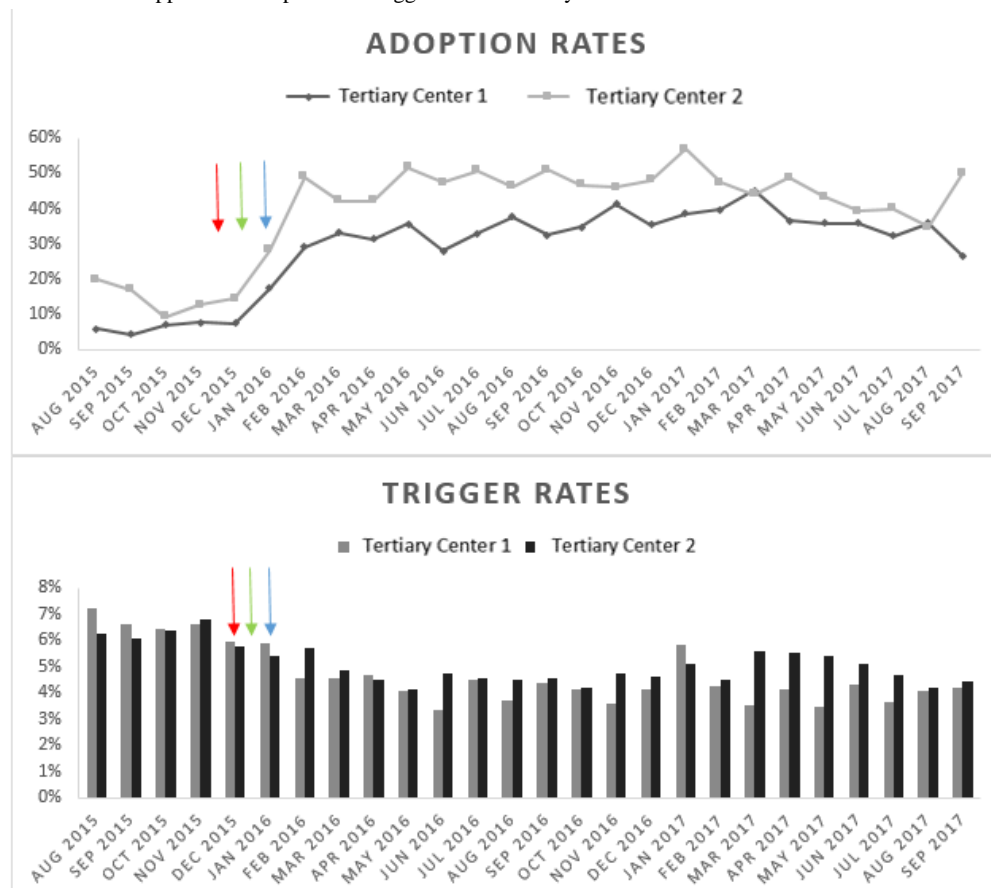 ADOPTION RATES
Tertiary Center 1 Tertiary Center 2
60%
50%
40%
30%
20%
10%
0%
AUG 2015 SEP 2015 OCT 2015 NOV 2015 DEC 2015 JAN 2016 FEB 2016 MAR 2016 APR 2016 MAY 2016 JUN 2016 JUL 2016 AUG 2016 SEP 2016 OCT 2016 NOV 2016 DEC 2016 JAN 2017 FEB 2017 MAR 2017 APR 2017 MAY 2017 JUN 2017 JUL 2017 AUG 2017 SEP 2017
TRIGGER RATES
Tertiary Center 1 Tertiary Center 2
8%
7%
6%
5%
4%
3%
2%
1%
0%
AUG 2015 SEP 2015 OCT 2015 NOV 2015 DEC 2015 JAN 2016 FEB 2016 MAR 2016 APR 2016 MAY 2016 JUN 2016 JUL 2016 AUG 2016 SEP 2016 OCT 2016 NOV 2016 DEC 2016 JAN 2017 FEB 2017 MAR 2017 APR 2017 MAY 2017 JUN 2017 JUL 2017 AUG 2017 SEP 2017